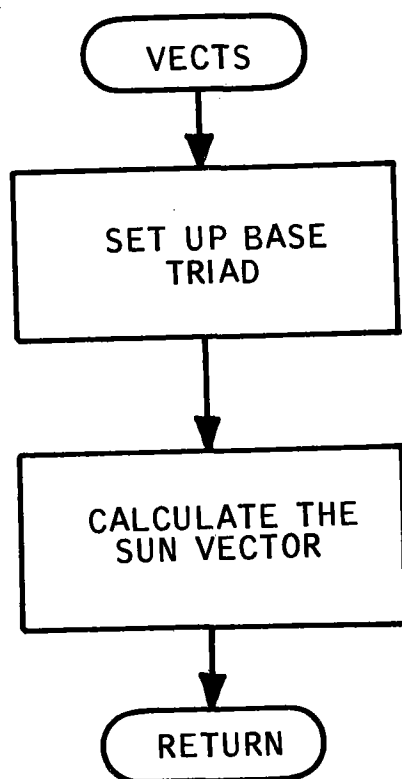 VECTS
SET UP BASE
TRIAD
CALCULATE THE
SUN VECTOR
RETURN